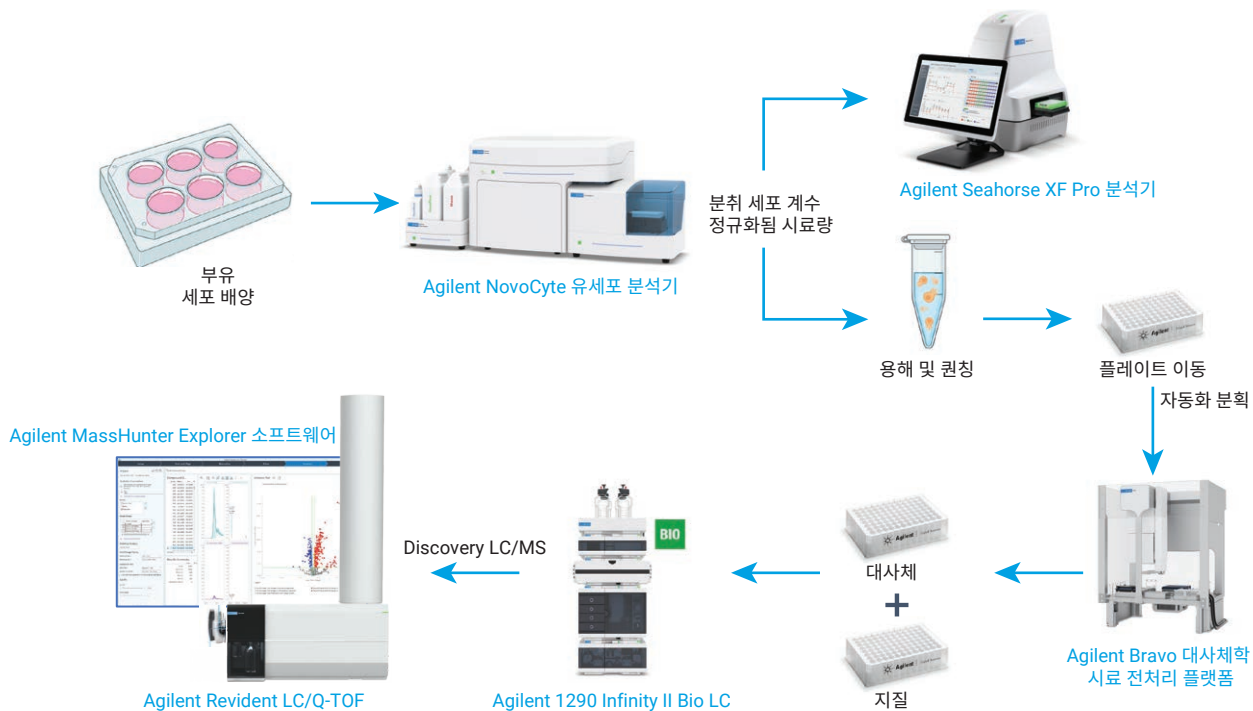 부유
세포 배양
Agilent NovoCyte 유세포 분석기
분취 세포 계수
정규화됨 시료량
Agilent Seahorse XF Pro 분석기
용해 및 퀀칭
Agilent
플레이트 이동
자동화 분획
Agilent Bravo 대사체학
시료 전처리 플랫폼
Agilent
대사체
+
Agilent
지질
BIO
Agilent 1290 Infinity II Bio LC
Discovery LC/MS
Agilent MassHunter Explorer 소프트웨어
Agilent Revident LC/Q-TOF